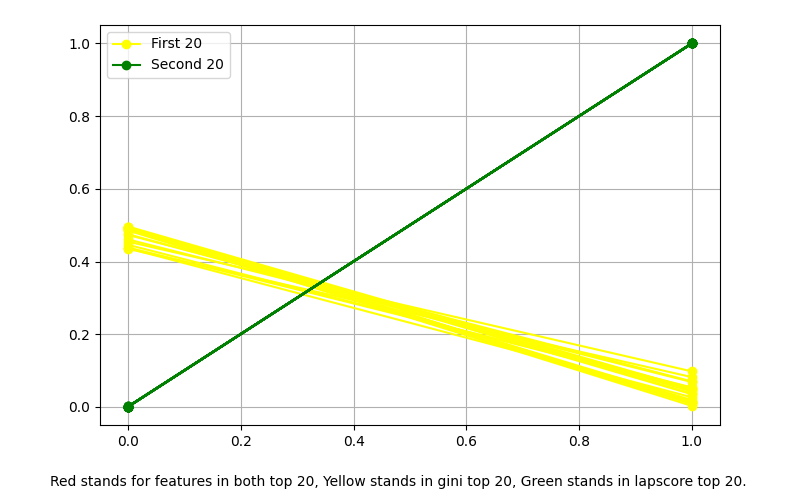 First 20
Second 20
1.0
0.8
0.6
0.4
0.2
0.0
0.0 0.2 0.4 0.6 0.8 1.0
Red stands for features in both top 20, Yellow stands in gini top 20, Green stands in lapscore top 20.